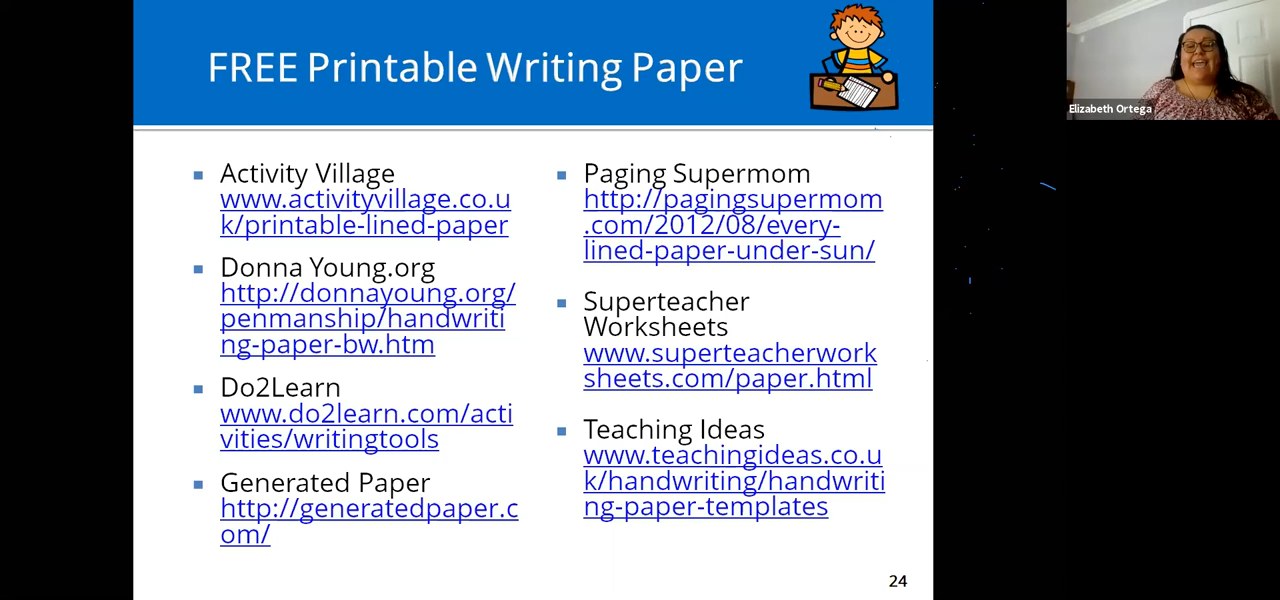 FREE Printable Writing Paper
Elizabeth Ortega
Activity Village
www.activityvillage.co.u
k/printable-lined-paper
Donna Young.org
http://donnayoung.org/
penmanship/handwriti
ng-paper-bw.htm
Do2Learn
www.do2learn.com/acti
vities/writingtools
Generated Paper
http://generatedpaper.c
om/
Paging Supermom
http://pagingsupermom
.com/2012/08/every-
lined-paper-under-sun/
Superteacher
Worksheets
www.superteacherwork
sheets.com/paper.html
Teaching Ideas
www.teachingideas.co.u
k/handwriting/handwriti
ng-paper-templates
24